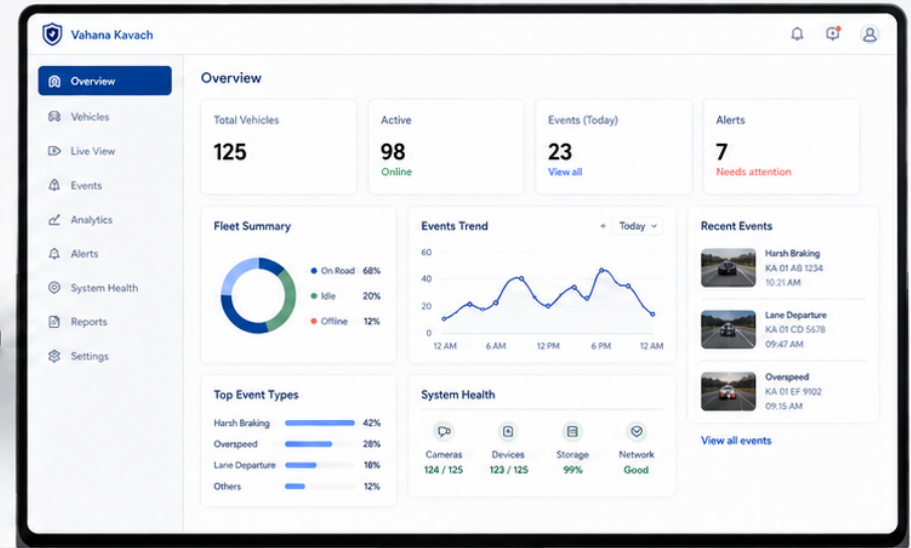 Vahana Kavach
Overview
Vehicles
Live View
Events
Analytics
Alerts
System Health
Reports
Settings
Overview
Total Vehicles
125
Active
98
Online
Events (Today)
23
View all
Alerts
7
Needs attention
Fleet Summary
On Road 68%
Idle 20%
Offline 12%
Events Trend
Today
60
40
20
0
12 AM 6 AM 12 PM 6 PM 12 AM
Recent Events
Harsh Braking
KA 01 AB 1234
10:21 AM
Lane Departure
KA 01 CD 5678
09:47 AM
Overspeed
KA 01 EF 9102
09:15 AM
View all events
Top Event Types
Harsh Braking 42%
Overspeed 28%
Lane Departure 18%
Others 12%
System Health
Cameras
124 / 125
Devices
123 / 125
Storage
99%
Network
Good